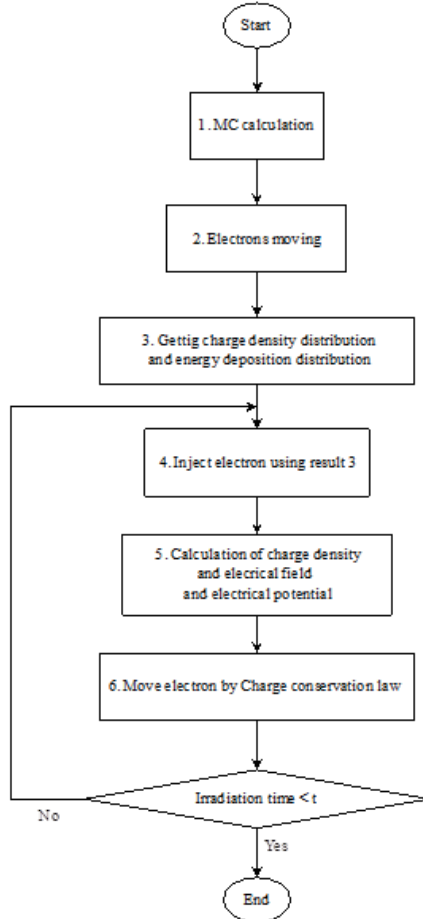 Start
1. MC calculation
2. Electrons moving
3. Gettig charge density distribution
and energy deposition distribution
4. Inject electron using result 3
5. Calculation of charge density
and elecrical field
and electrical potential
6. Move electron by Charge conservation law
Irradiation time < t
No
Yes
End